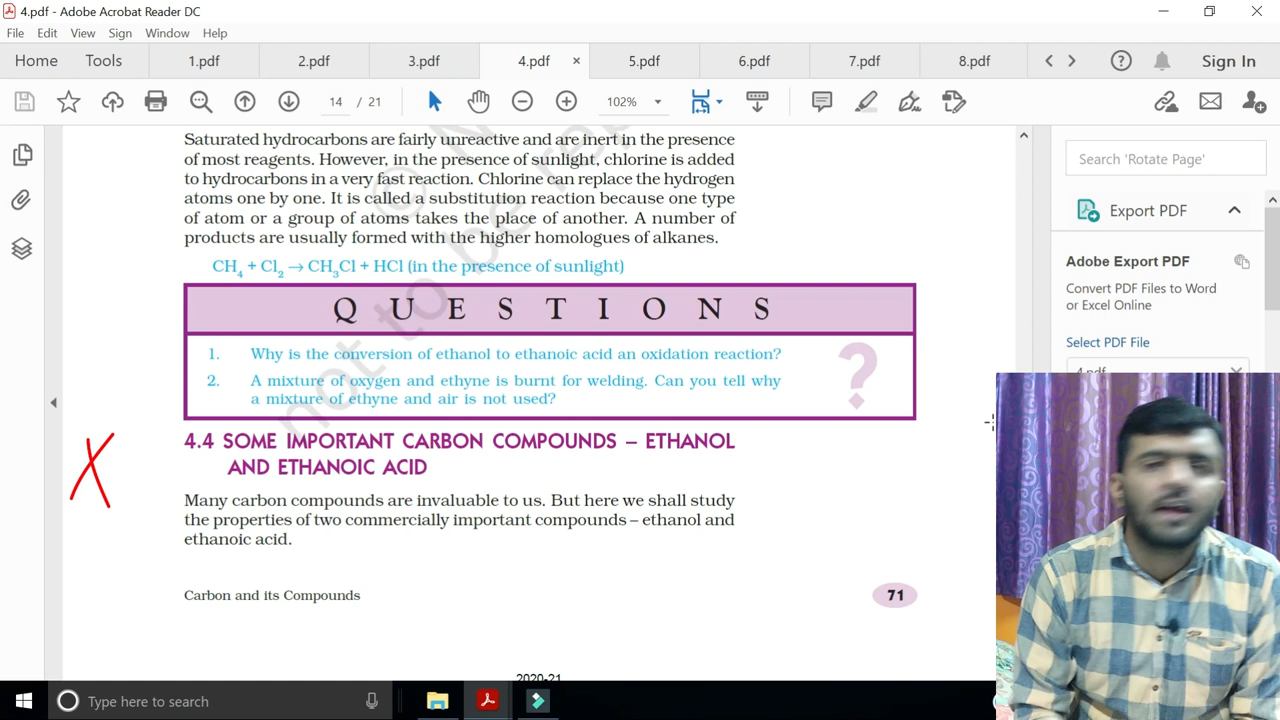 4.pdf - Adobe Acrobat Reader DC
File Edit View Sign Window Help
Home Tools 1.pdf 2.pdf 3.pdf 4.pdf × 5.pdf 6.pdf 7.pdf 8.pdf Sign In
14 / 21 102%
Saturated hydrocarbons are fairly unreactive and are inert in the presence
of most reagents. However, in the presence of sunlight, chlorine is added
to hydrocarbons in a very fast reaction. Chlorine can replace the hydrogen
atoms one by one. It is called a substitution reaction because one type
of atom or a group of atoms takes the place of another. A number of
products are usually formed with the higher homologues of alkanes.
CH₄ + Cl₂ → CH₃Cl + HCl (in the presence of sunlight)
QUESTIONS
1. Why is the conversion of ethanol to ethanoic acid an oxidation reaction?
2. A mixture of oxygen and ethyne is burnt for welding. Can you tell why
a mixture of ethyne and air is not used?
?
4.4 SOME IMPORTANT CARBON COMPOUNDS – ETHANOL
AND ETHANOIC ACID
Many carbon compounds are invaluable to us. But here we shall study
the properties of two commercially important compounds – ethanol and
ethanoic acid.
Carbon and its Compounds 71
2020-21
not to be
Search 'Rotate Page'
Export PDF
Adobe Export PDF
Convert PDF Files to Word
or Excel Online
Select PDF File
4.pdf
X
Type here to search